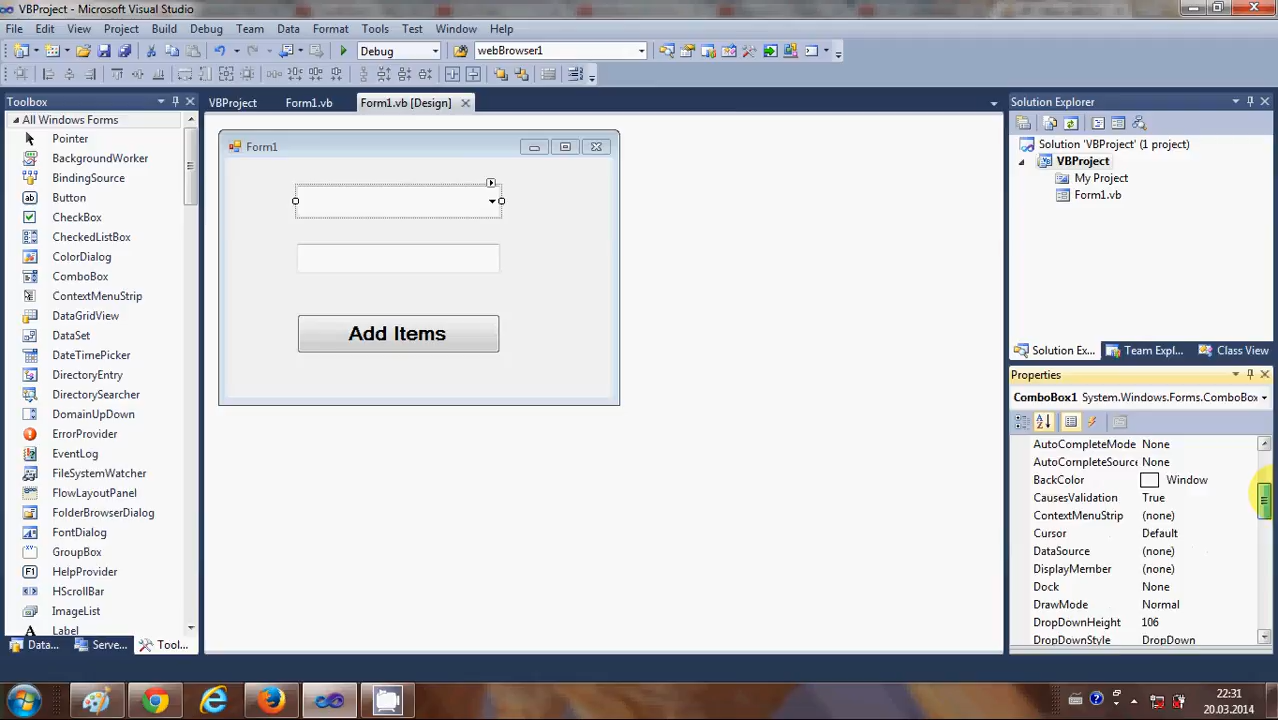 VBProject - Microsoft Visual Studio
File Edit View Project Build Debug Team Data Format Tools Test Window Help
Debug webBrowser1
Toolbox
VBProject Form1.vb Form1.vb [Design]
Solution Explorer
All Windows Forms
Pointer
BackgroundWorker
BindingSource
Button
CheckBox
CheckedListBox
ColorDialog
ComboBox
ContextMenuStrip
DataGridView
DataSet
DateTimePicker
DirectoryEntry
DirectorySearcher
DomainUpDown
ErrorProvider
EventLog
FileSystemWatcher
FlowLayoutPanel
FolderBrowserDialog
FontDialog
GroupBox
HelpProvider
HScrollBar
ImageList
Label
Data... Serve... Tool...
Form1
Add Items
Solution 'VBProject' (1 project)
VBProject
My Project
Form1.vb
Solution Ex... Team Expl... Class View
Properties
ComboBox1 System.Windows.Forms.ComboBox
AutoCompleteMode None
AutoCompleteSource None
BackColor Window
CausesValidation True
ContextMenuStrip (none)
Cursor Default
DataSource (none)
DisplayMember (none)
Dock None
DrawMode Normal
DropDownHeight 106
DropDownStyle DropDown
22:31
20.03.2014